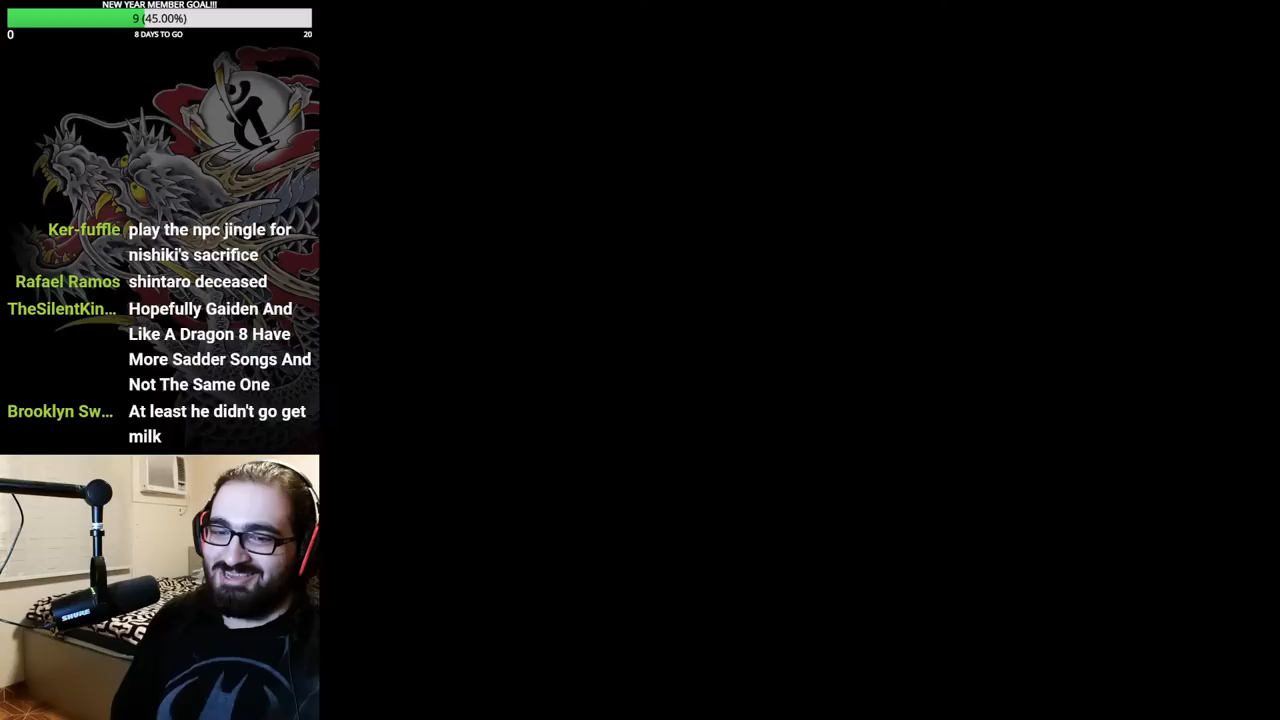 NEW YEAR MEMBER GOAL!!!
9 (45.00%)
0 8 DAYS TO GO 20
Ker-fuffle play the npc jingle for
nishiki's sacrifice
Rafael Ramos shintaro deceased
TheSilentKin... Hopefully Gaiden And
Like A Dragon 8 Have
More Sadder Songs And
Not The Same One
Brooklyn Sw... At least he didn't go get
milk
SHURE